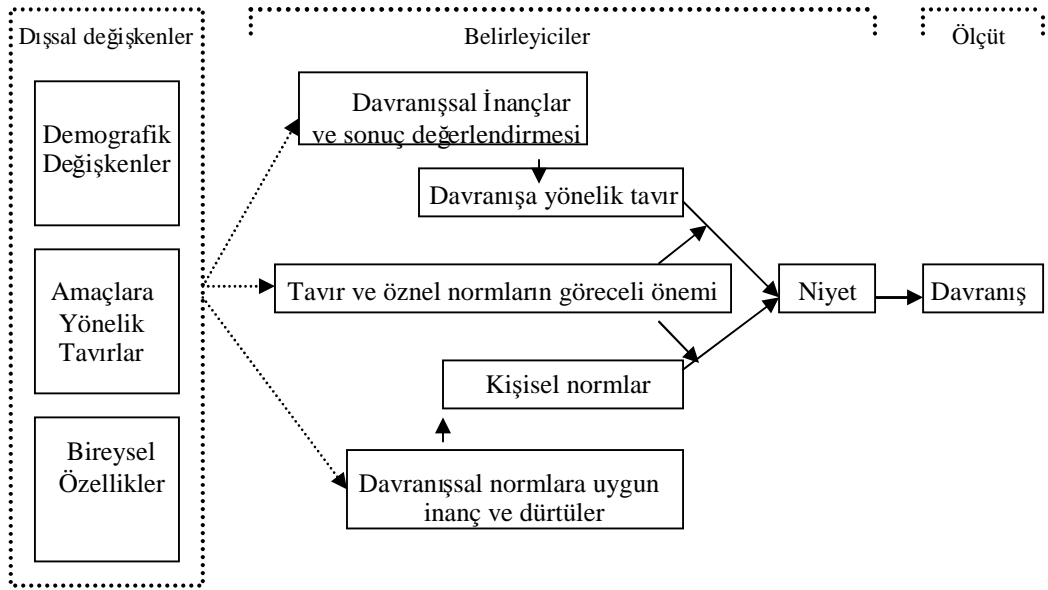 Dışsal değişkenler
Belirleyiciler
Ölçüt
Demografik
Değişkenler
Amaçlara
Yönelik
Tavırlar
Bireysel
Özellikler
Davranışsal İnançlar
ve sonuç değerlendirmesi
Davranışa yönelik tavır
Tavır ve öznel normların göreceli önemi
Kişisel normlar
Davranışsal normlara uygun
inanç ve dürtüler
Niyet
Davranış